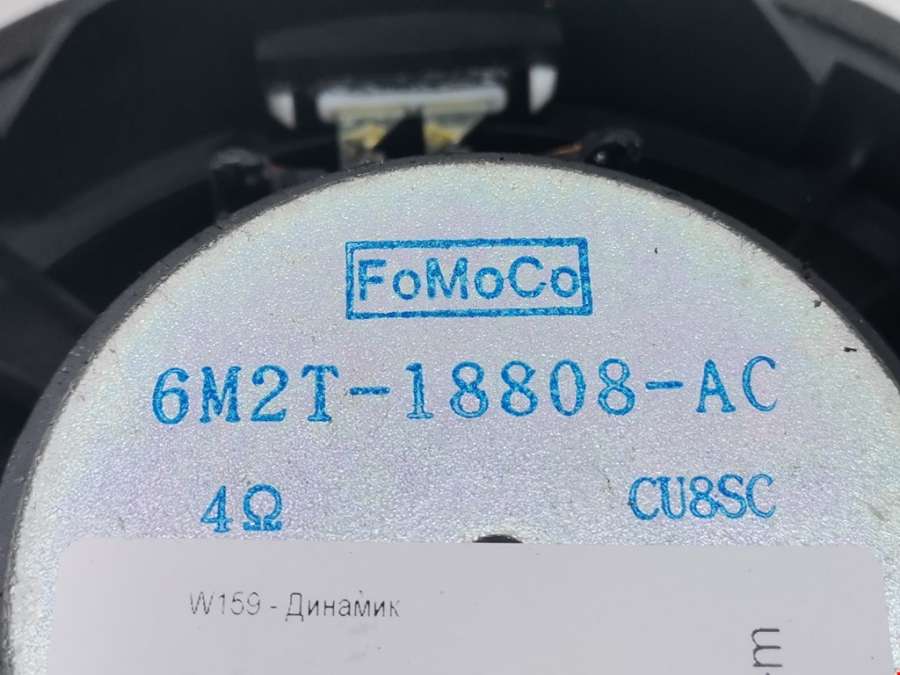 FoMoCo
6M2T-18808-AC
4Ω CU8SC
W159 - Динамик